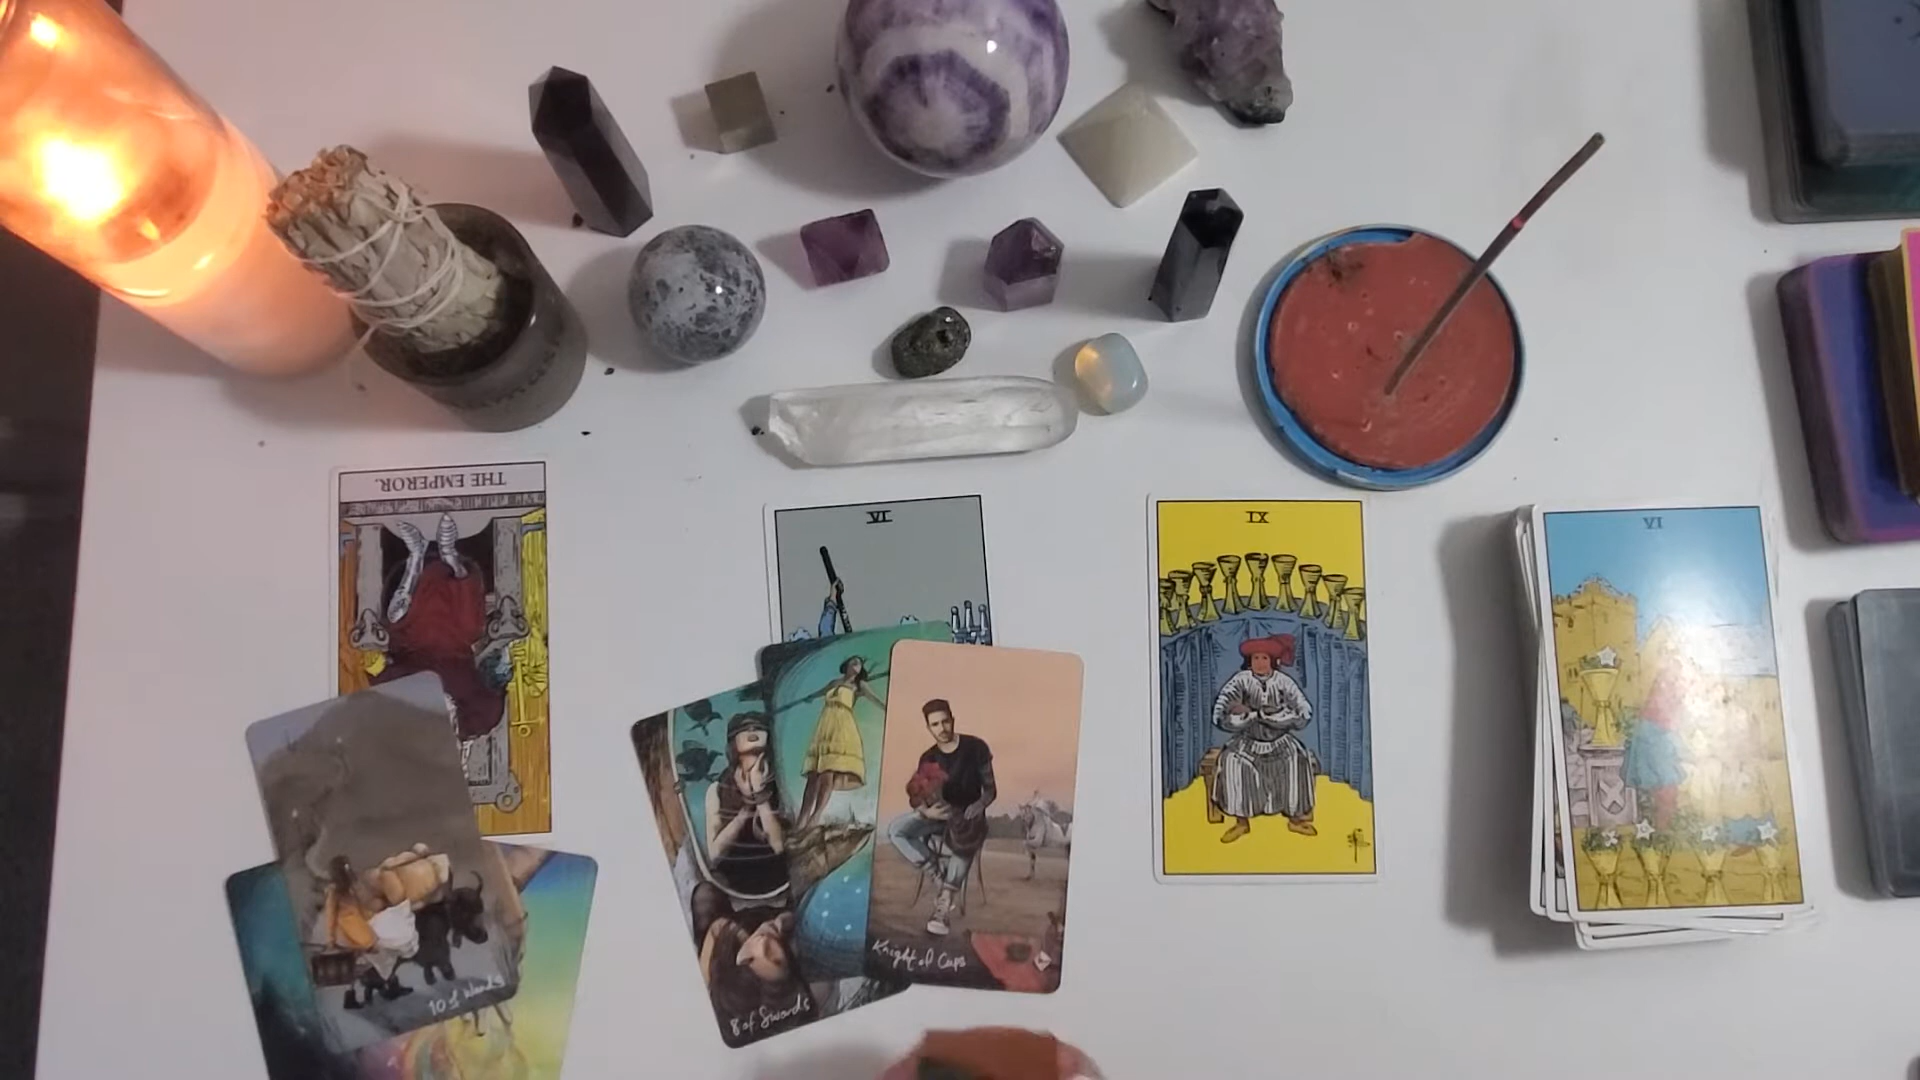 THE EMPEROR.
VI
IX
VI
10 of Wands
8 of Swords
Knight of Cups